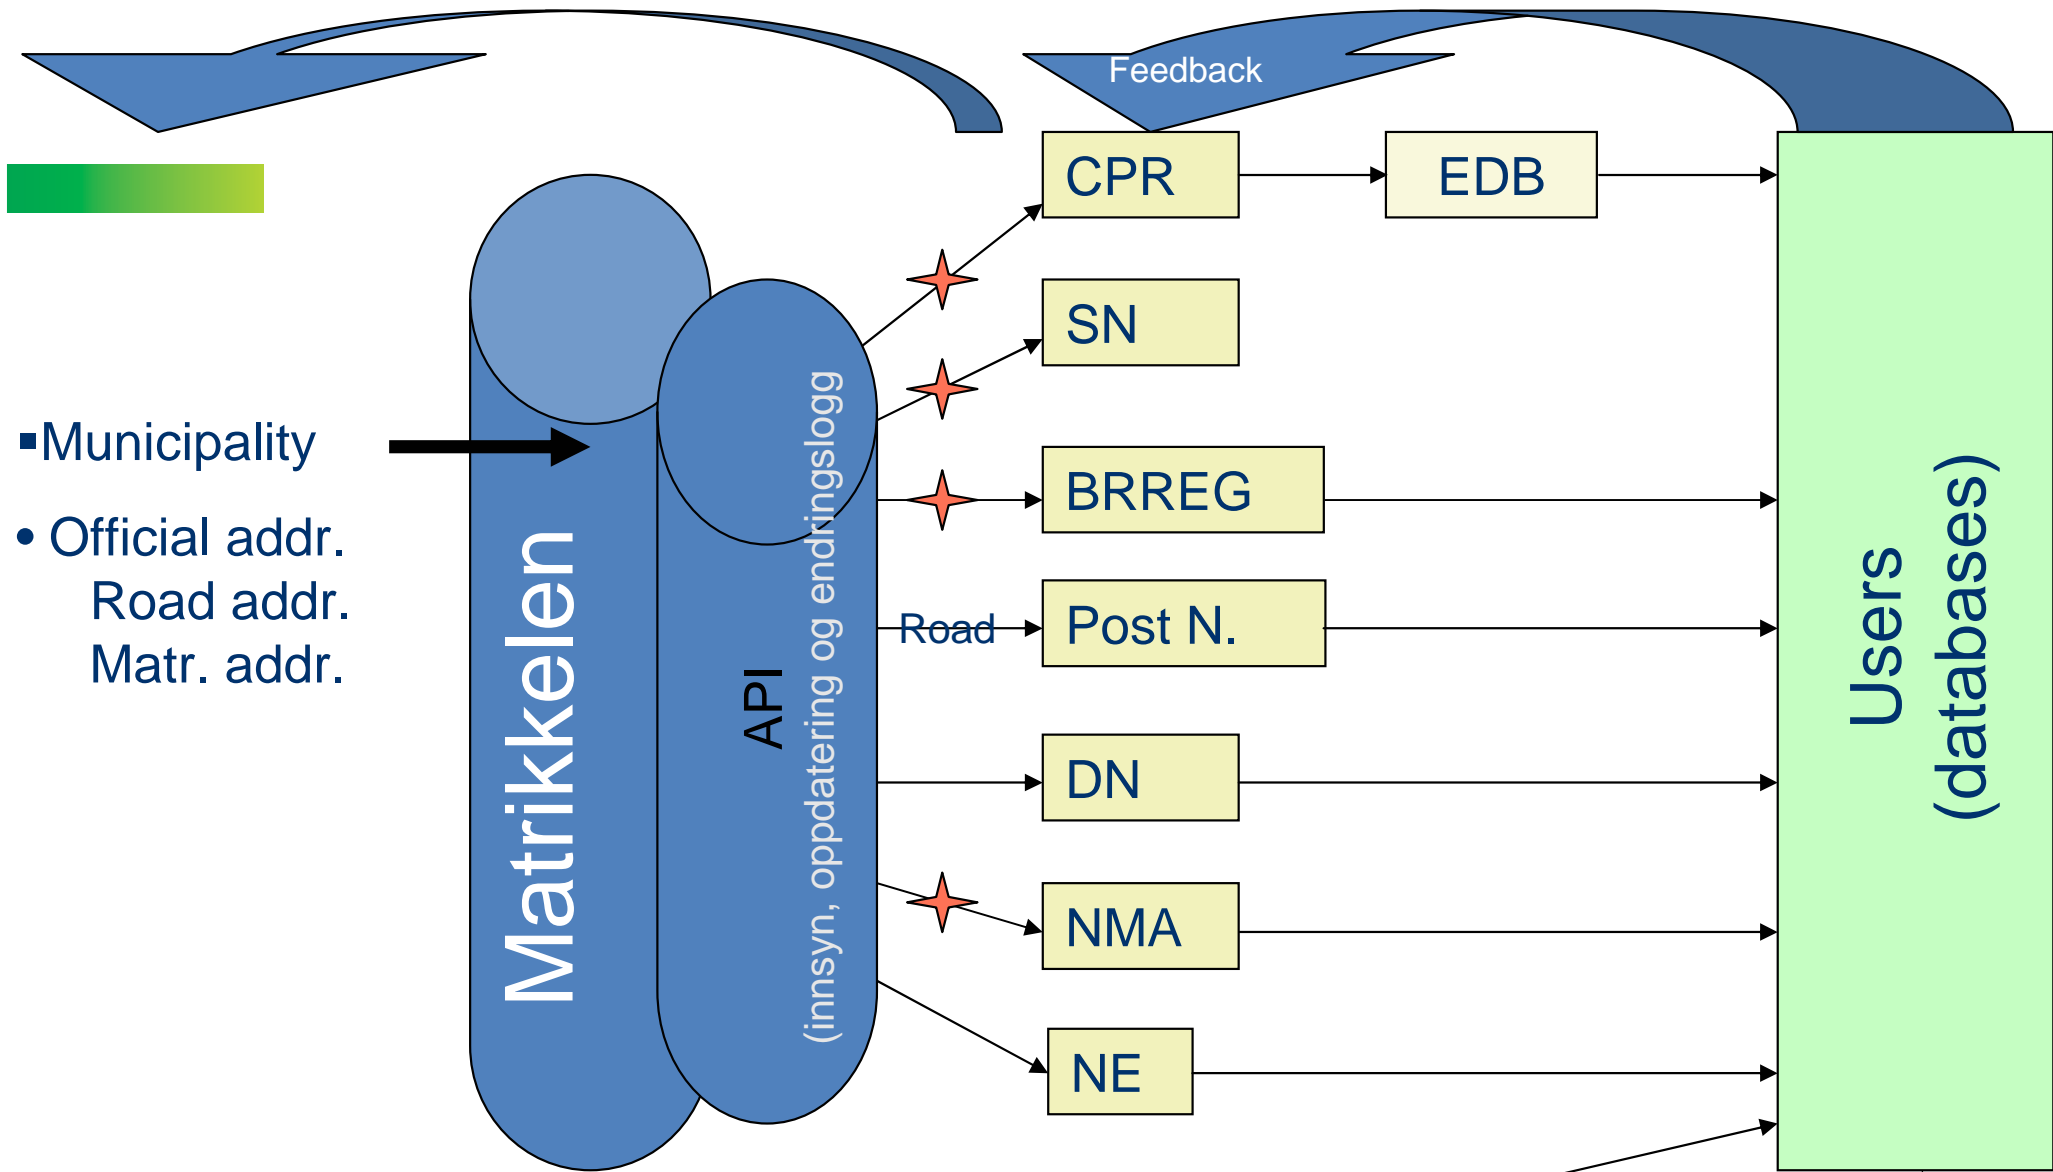 Feedback
CPR
EDB
SN
▪Municipality
• Official addr.
Road addr.
Matr. addr.
Matrikkelen
API
(innsyn, oppdatering og endringslogg
BRREG
Road
Post N.
DN
NMA
NE
Users
(databases)